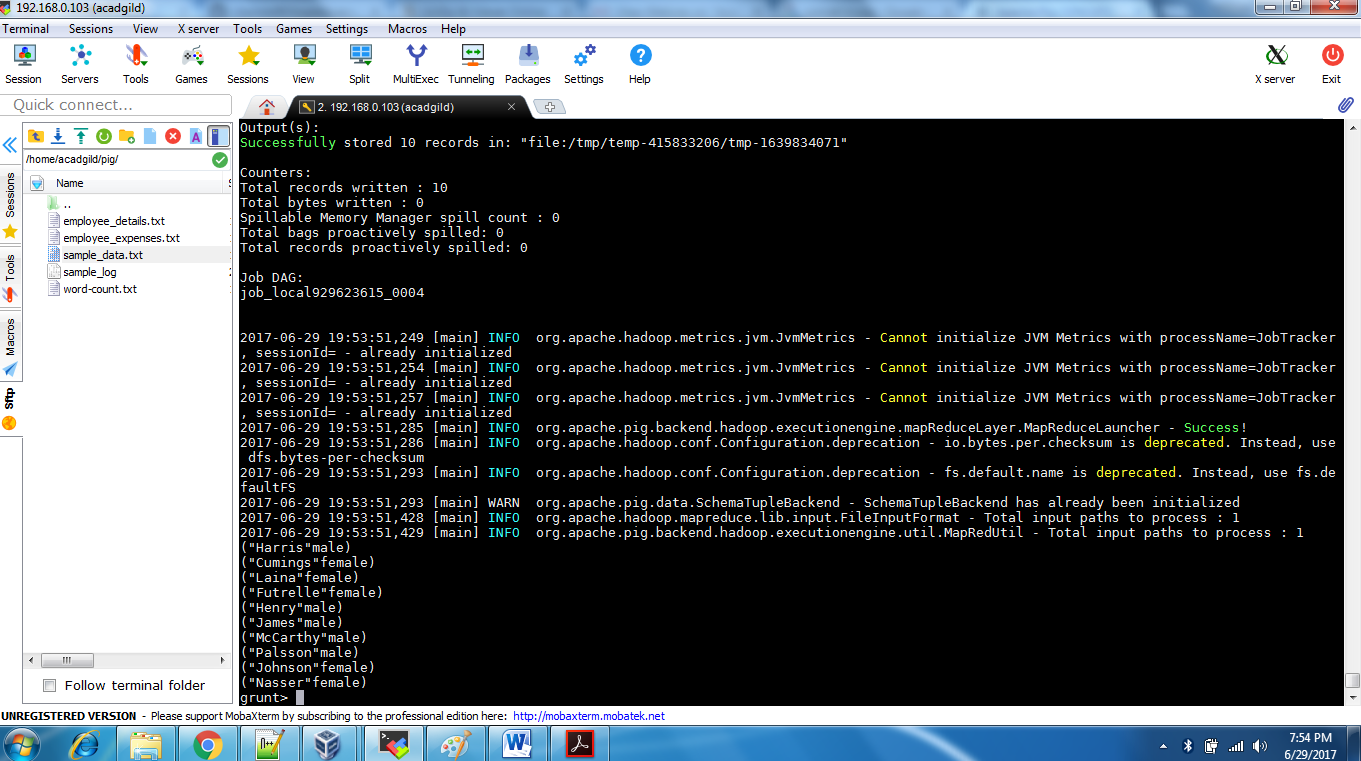 192.168.0.103 (acadgild)
Terminal Sessions View X server Tools Games Settings Macros Help
Session Servers Tools Games Sessions View Split MultiExec Tunneling Packages Settings Help X server Exit
Quick connect...
2. 192.168.0.103 (acadgild)
/home/acadgild/pig/
Name
..
employee_details.txt
employee_expenses.txt
sample_data.txt
sample_log
word-count.txt
Sessions
Tools
Macros
Sftp
Follow terminal folder
Output(s):
Successfully stored 10 records in: "file:/tmp/temp-415833206/tmp-1639834071"
Counters:
Total records written : 10
Total bytes written : 0
Spillable Memory Manager spill count : 0
Total bags proactively spilled: 0
Total records proactively spilled: 0
Job DAG:
job_local929623615_0004
2017-06-29 19:53:51,249 [main] INFO  org.apache.hadoop.metrics.jvm.JvmMetrics - Cannot initialize JVM Metrics with processName=JobTracker
, sessionId= - already initialized
2017-06-29 19:53:51,254 [main] INFO  org.apache.hadoop.metrics.jvm.JvmMetrics - Cannot initialize JVM Metrics with processName=JobTracker
, sessionId= - already initialized
2017-06-29 19:53:51,257 [main] INFO  org.apache.hadoop.metrics.jvm.JvmMetrics - Cannot initialize JVM Metrics with processName=JobTracker
, sessionId= - already initialized
2017-06-29 19:53:51,285 [main] INFO  org.apache.pig.backend.hadoop.executionengine.mapReduceLayer.MapReduceLauncher - Success!
2017-06-29 19:53:51,286 [main] INFO  org.apache.hadoop.conf.Configuration.deprecation - io.bytes.per.checksum is deprecated. Instead, use
dfs.bytes-per-checksum
2017-06-29 19:53:51,293 [main] INFO  org.apache.hadoop.conf.Configuration.deprecation - fs.default.name is deprecated. Instead, use fs.de
faultFS
2017-06-29 19:53:51,293 [main] WARN  org.apache.pig.data.SchemaTupleBackend - SchemaTupleBackend has already been initialized
2017-06-29 19:53:51,428 [main] INFO  org.apache.hadoop.mapreduce.lib.input.FileInputFormat - Total input paths to process : 1
2017-06-29 19:53:51,429 [main] INFO  org.apache.pig.backend.hadoop.executionengine.util.MapRedUtil - Total input paths to process : 1
("Harris"male)
("Cumings"female)
("Laina"female)
("Futrelle"female)
("Henry"male)
("James"male)
("McCarthy"male)
("Palsson"male)
("Johnson"female)
("Nasser"female)
grunt>
UNREGISTERED VERSION - Please support MobaXterm by subscribing to the professional edition here: http://mobaxterm.mobatek.net
7:54 PM
6/29/2017